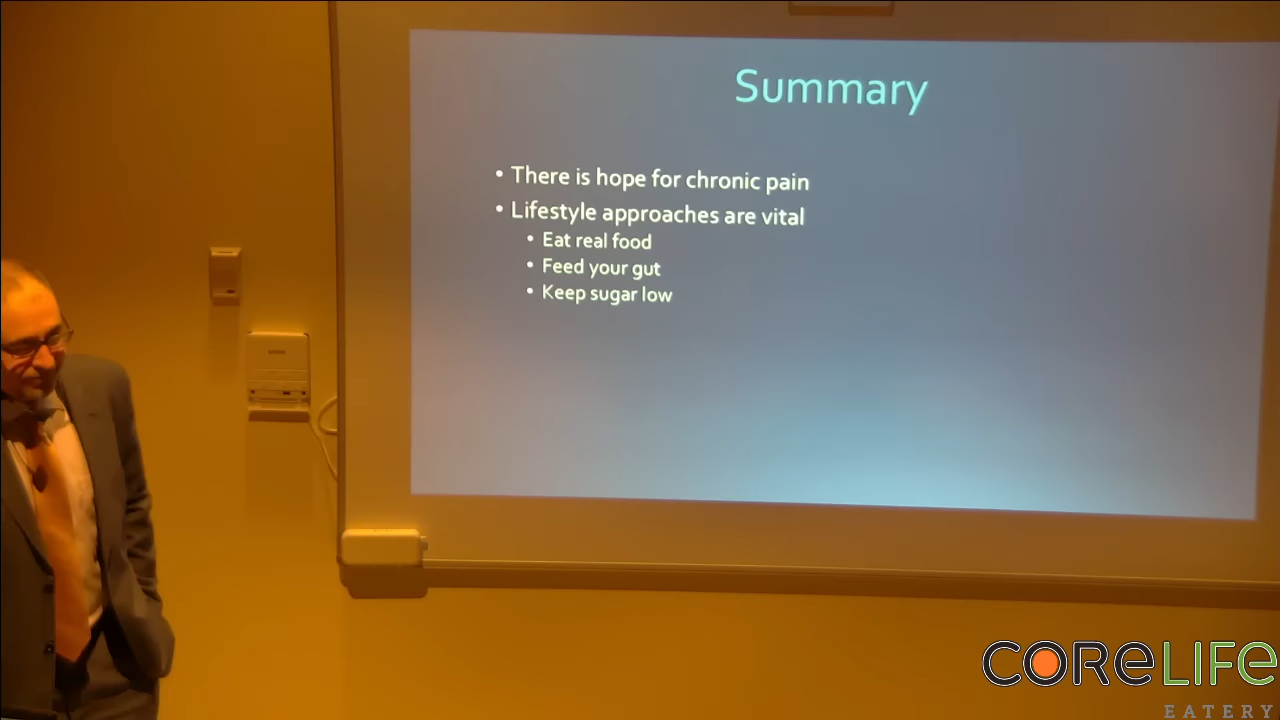 Summary
• There is hope for chronic pain
• Lifestyle approaches are vital
• Eat real food
• Feed your gut
• Keep sugar low
CORELIFE
EATERY